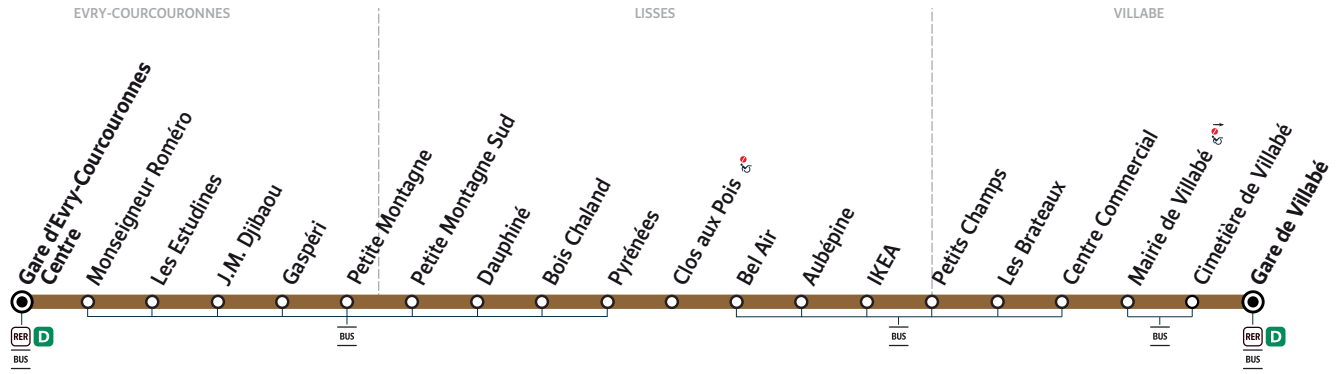 EVRY-COURCOURONNES
LISSES
VILLABE
Gare d'Evry-Courcouronnes
Centre
Monseigneur Roméro
Les Estudines
J.M. Djibaou
Gaspéri
Petite Montagne
Petite Montagne Sud
Dauphiné
Bois Chaland
Pyrénées
Clos aux Pois
Bel Air
Aubépine
IKEA
Petits Champs
Les Brateaux
Centre Commercial
Mairie de Villabé
Cimetière de Villabé
Gare de Villabé
RER D
BUS
BUS
BUS
BUS
RER D
BUS